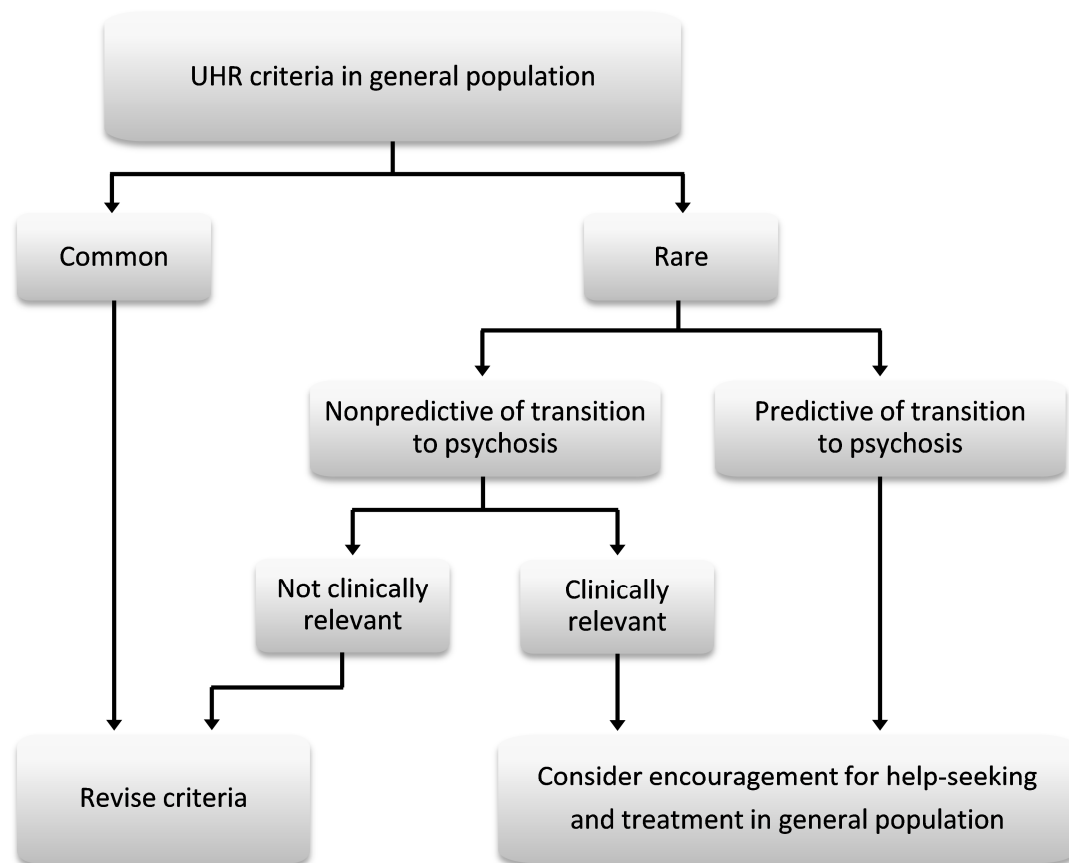 UHR criteria in general population
Common
Rare
Nonpredictive of transition
to psychosis
Predictive of transition
to psychosis
Not clinically
relevant
Clinically
relevant
Revise criteria
Consider encouragement for help-seeking
and treatment in general population